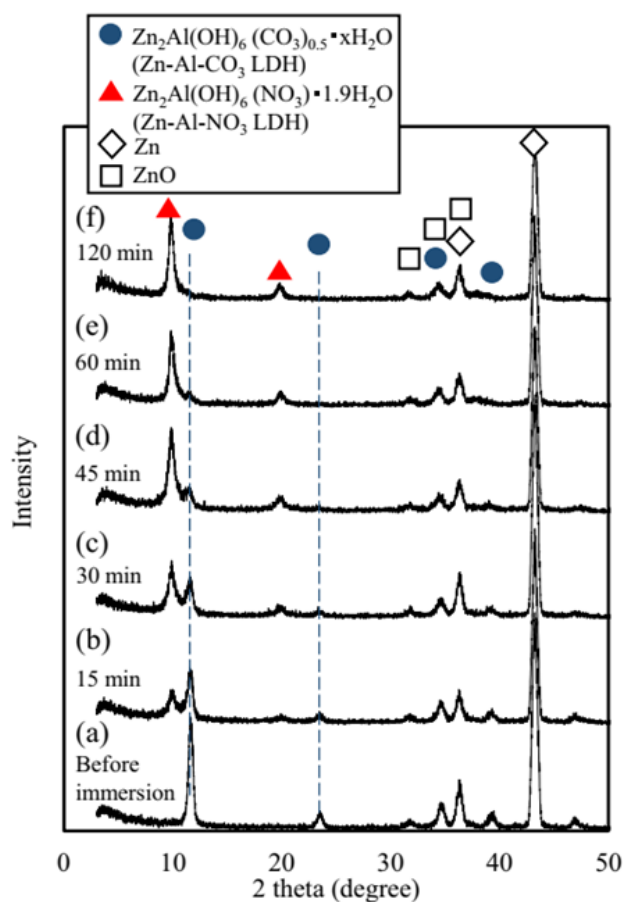 Zn₂Al(OH)₆ (CO₃)₀.₅▪xH₂O
(Zn-Al-CO₃ LDH)
Zn₂Al(OH)₆ (NO₃)▪1.9H₂O
(Zn-Al-NO₃ LDH)
Zn
ZnO
(f)
120 min
(e)
60 min
(d)
45 min
(c)
30 min
(b)
15 min
(a)
Before
immersion
Intensity
0 10 20 30 40 50
2 theta (degree)